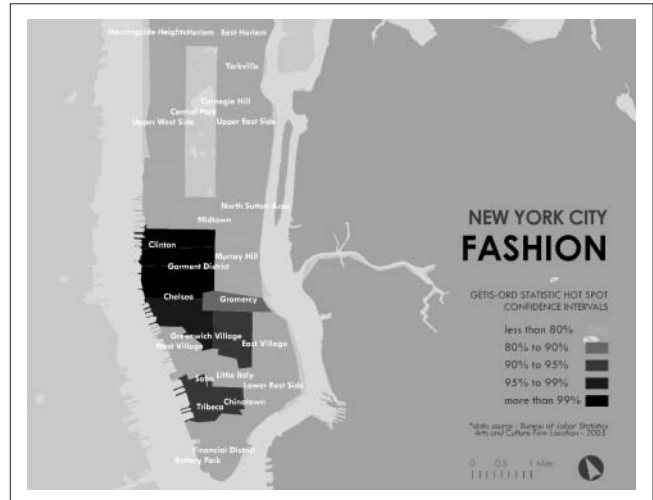 Morningside Heights Harlem East Harlem
Yorkville
Carnegie Hill
Central Park
Upper West Side Upper East Side
North Sutton Area
Midtown
Clinton
Murray Hill
Garment District
Chelsea
Gramercy
Greenwich Village
West Village
East Village
Little Italy
Soho
Lower East Side
Chinatown
Tribeca
Financial District
Battery Park
NEW YORK CITY
FASHION
GETIS-ORD STATISTIC HOT SPOT
CONFIDENCE INTERVALS
less than 80%
80% to 90%
90% to 95%
95% to 99%
more than 99%
*data source : Bureau of Labor Statistics
Arts and Culture Firm Location - 2005
0 0.5 1 Mile